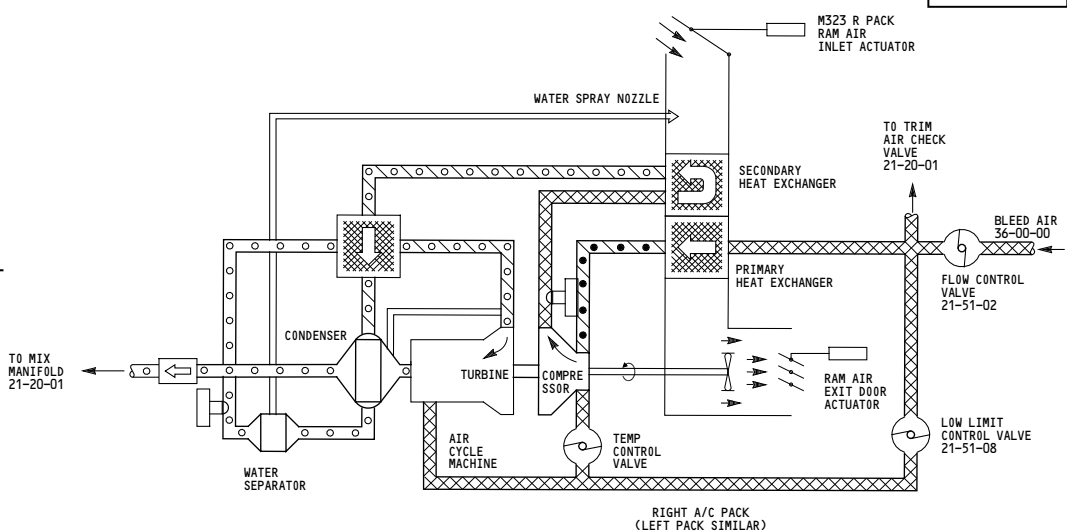 M323 R PACK
RAM AIR
INLET ACTUATOR
WATER SPRAY NOZZLE
TO TRIM
AIR CHECK
VALVE
21-20-01
SECONDARY
HEAT EXCHANGER
BLEED AIR
36-00-00
PRIMARY
HEAT EXCHANGER
FLOW CONTROL
VALVE
21-51-02
CONDENSER
TO MIX
MANIFOLD
21-20-01
TURBINE
COMPRE
SSOR
RAM AIR
EXIT DOOR
ACTUATOR
AIR
CYCLE
MACHINE
TEMP
CONTROL
VALVE
LOW LIMIT
CONTROL VALVE
21-51-08
WATER
SEPARATOR
RIGHT A/C PACK
(LEFT PACK SIMILAR)